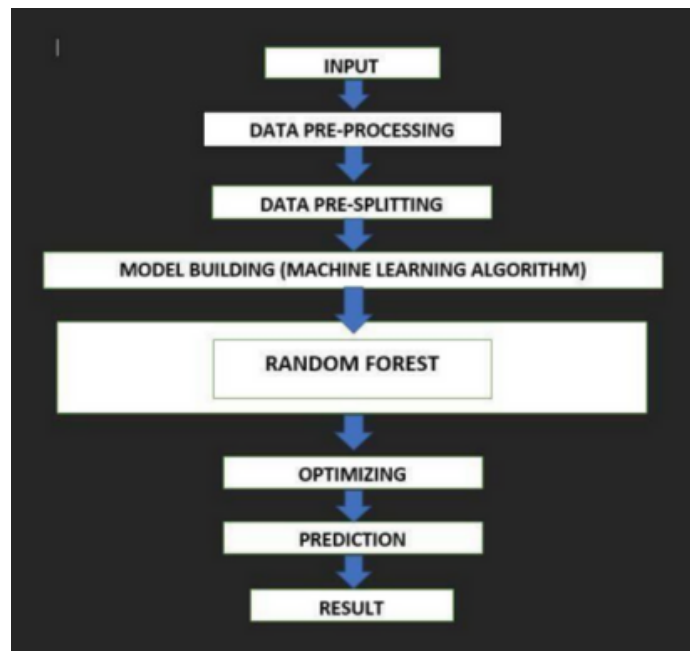 INPUT
DATA PRE-PROCESSING
DATA PRE-SPLITTING
MODEL BUILDING (MACHINE LEARNING ALGORITHM)
RANDOM FOREST
OPTIMIZING
PREDICTION
RESULT